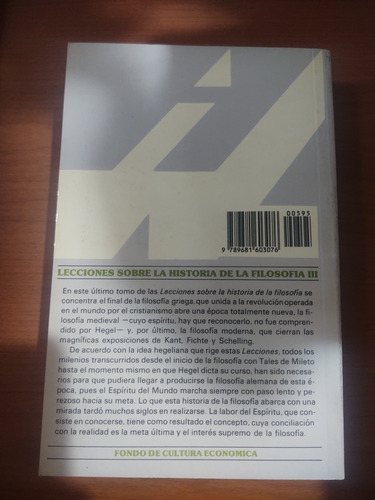 00595
9 789681 603076
LECCIONES SOBRE LA HISTORIA DE LA FILOSOFIA III
En este último tomo de las Lecciones sobre la historia de la filosofía se
concentra el final de la filosofía griega, que unida a la revolución operada
en el mundo por el cristianismo abre una época totalmente nueva, la fi-
losofía medieval —cuyo espíritu, hay que reconocerlo, no fue compren-
dido por Hegel— y, por último, la filosofía moderna, que cierran las
magníficas exposiciones de Kant, Fichte y Schelling.
De acuerdo con la idea hegeliana que rige estas Lecciones, todos los
milenios transcurridos desde el inicio de la filosofía con Tales de Mileto
hasta el momento mismo en que Hegel dicta su curso, han sido necesa-
rios para que pudiera llegar a producirse la filosofía alemana de esta é-
poca, pues el Espíritu del Mundo marcha siempre con paso lento y pe-
rezoso hacia su meta. Lo que esta historia de la filosofía abarca con una
mirada tardó muchos siglos en realizarse. La labor del Espíritu, que con-
siste en conocerse, tiene como resultado el concepto, cuya conciliación
con la realidad es la meta última y el interés supremo de la filosofía.
FONDO DE CULTURA ECONOMICA